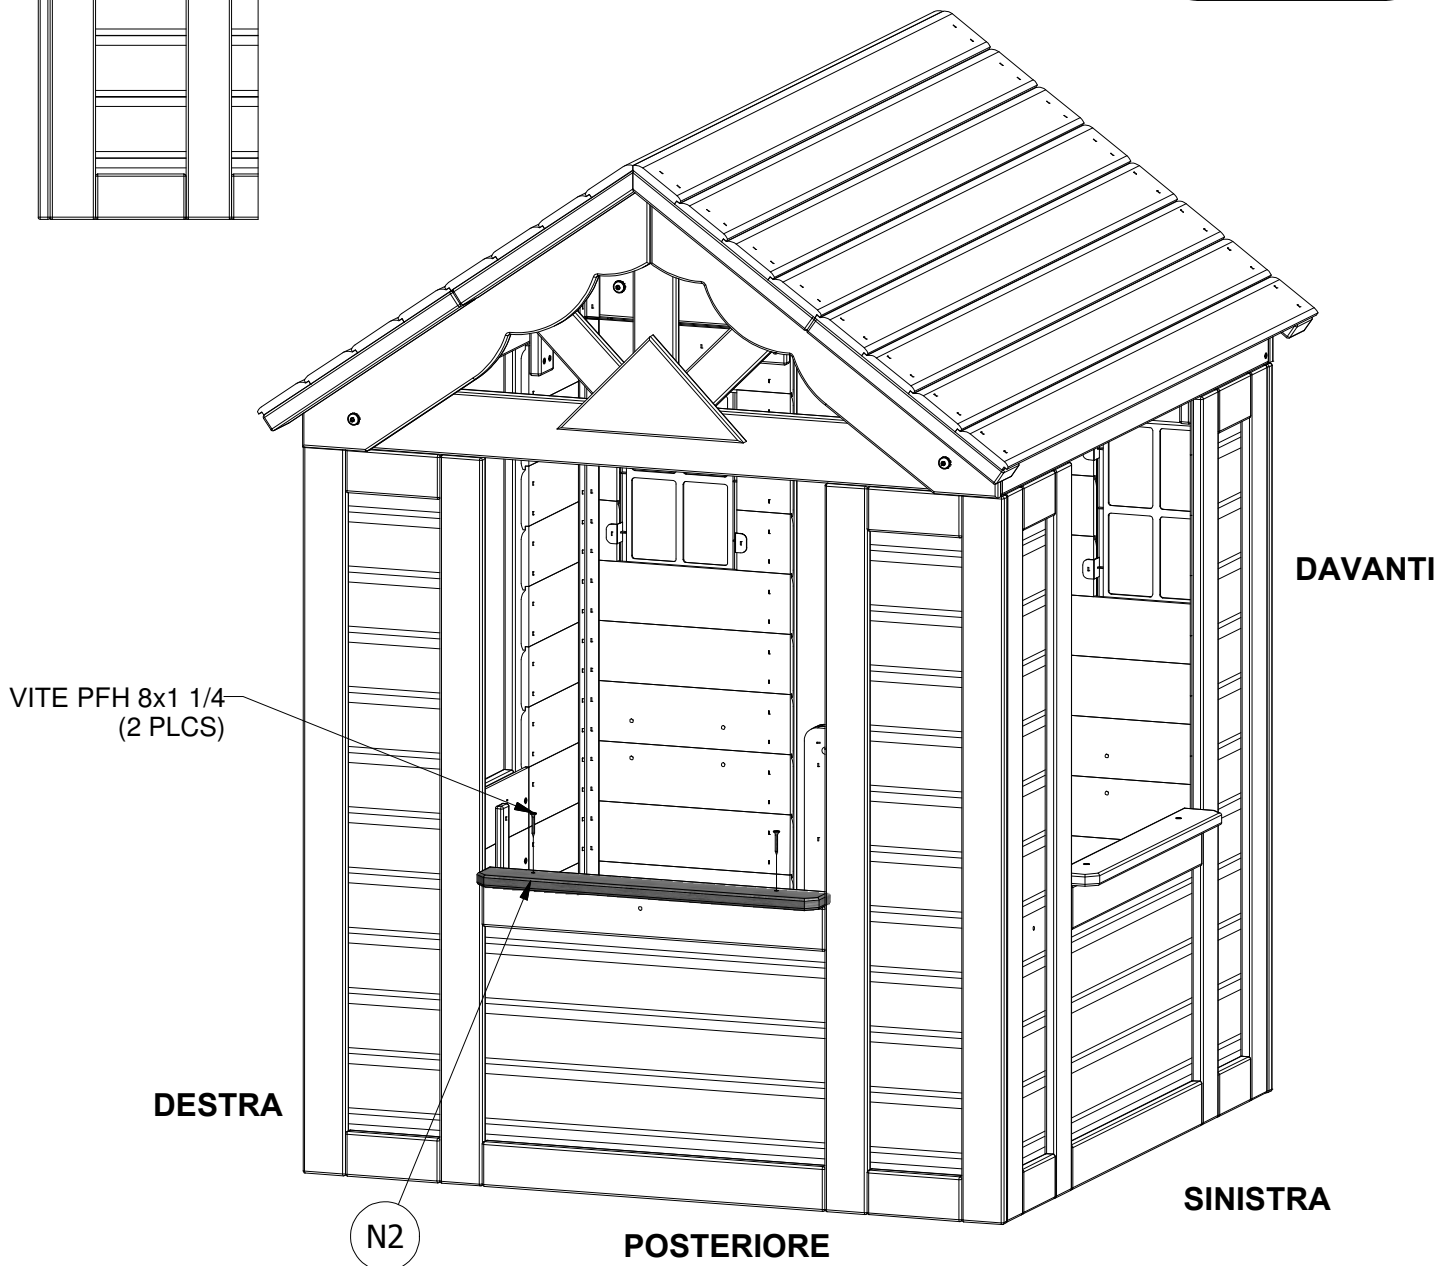 DAVANTI
VITE PFH 8x1 1/4
(2 PLCS)
DESTRA
SINISTRA
N2
POSTERIORE